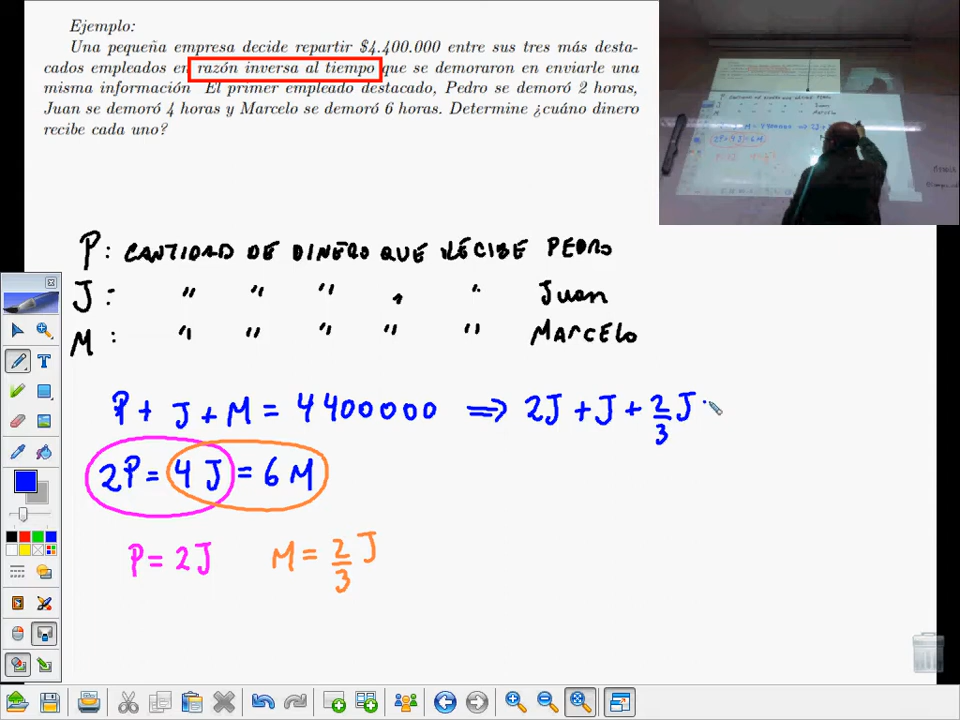 Ejemplo:
Una pequeña empresa decide repartir $4.400.000 entre sus tres más desta-
cados empleados en razón inversa al tiempo que se demoraron en enviarle una
misma información El primer empleado destacado, Pedro se demoró 2 horas,
Juan se demoró 4 horas y Marcelo se demoró 6 horas. Determine ¿cuáno dinero
recibe cada uno?
P: CANTIDAD DE DINERO QUE RECIBE PEDRO
J: " " " " " Juan
M: " " " " " MARCELO
P + J + M = 4400000 ⟹ 2J + J + 2/3 J
2P = 4J = 6M
P = 2J M = 2/3 J